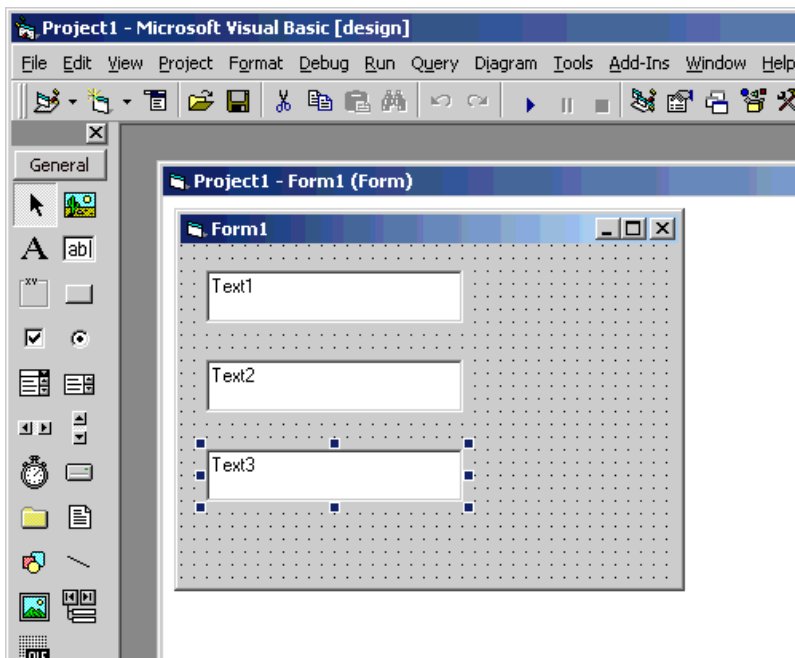 Project1 - Microsoft Visual Basic [design]
File Edit View Project Format Debug Run Query Diagram Tools Add-Ins Window Help
General
Project1 - Form1 (Form)
A
ab
xv
Form1
Text1
Text2
Text3